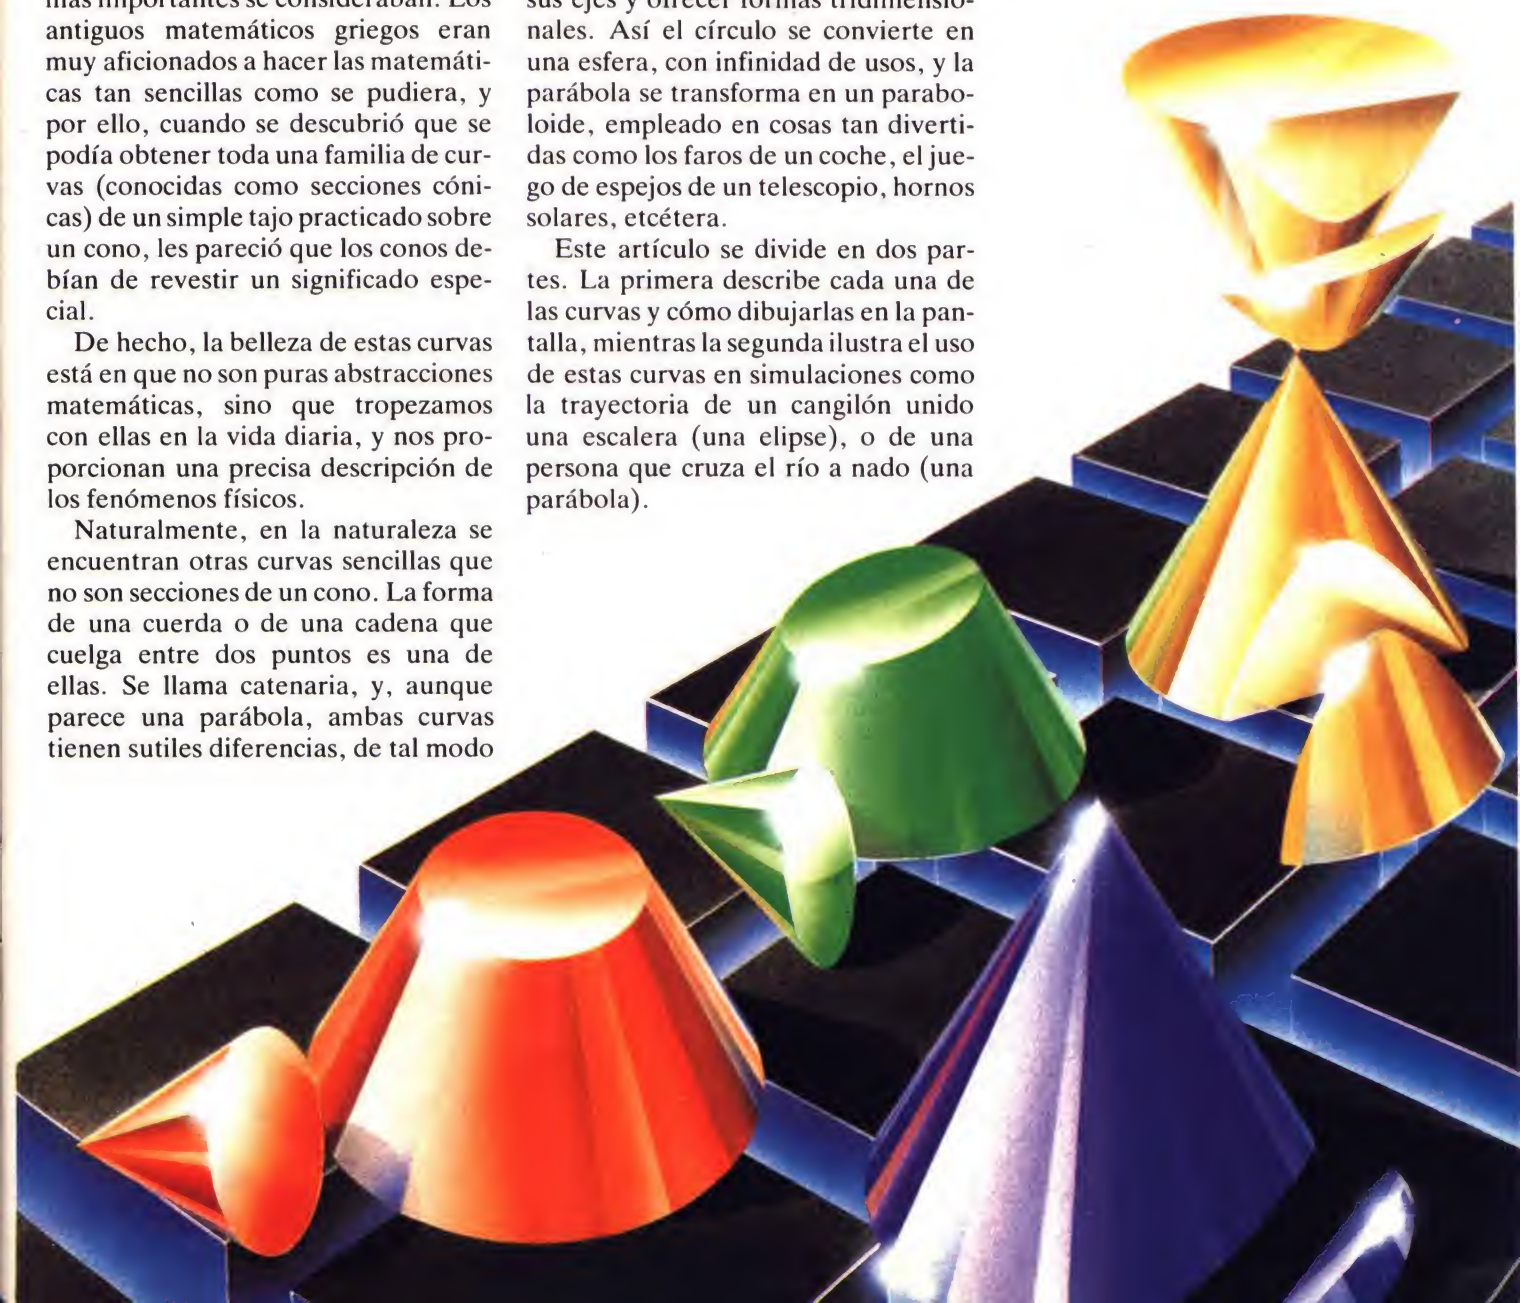 más importantes se consideraban. Los
antiguos matemáticos griegos eran
muy aficionados a hacer las matemáti-
cas tan sencillas como se pudiera, y
por ello, cuando se descubrió que se
podía obtener toda una familia de cur-
vas (conocidas como secciones cóni-
cas) de un simple tajo practicado sobre
un cono, les pareció que los conos de-
bían de revestir un significado espe-
cial.
De hecho, la belleza de estas curvas
está en que no son puras abstracciones
matemáticas, sino que tropezamos
con ellas en la vida diaria, y nos pro-
porcionan una precisa descripción de
los fenómenos físicos.
Naturalmente, en la naturaleza se
encuentran otras curvas sencillas que
no son secciones de un cono. La forma
de una cuerda o de una cadena que
cuelga entre dos puntos es una de
ellas. Se llama catenaria, y, aunque
parece una parábola, ambas curvas
tienen sutiles diferencias, de tal modo
sus ejes y ofrecer formas tridimensio-
nales. Así el círculo se convierte en
una esfera, con infinidad de usos, y la
parábola se transforma en un parabo-
loide, empleado en cosas tan diverti-
das como los faros de un coche, el jue-
go de espejos de un telescopio, hornos
solares, etcétera.
Este artículo se divide en dos par-
tes. La primera describe cada una de
las curvas y cómo dibujarlas en la pan-
talla, mientras la segunda ilustra el uso
de estas curvas en simulaciones como
la trayectoria de un cangilón unido
una escalera (una elipse), o de una
persona que cruza el río a nado (una
parábola).